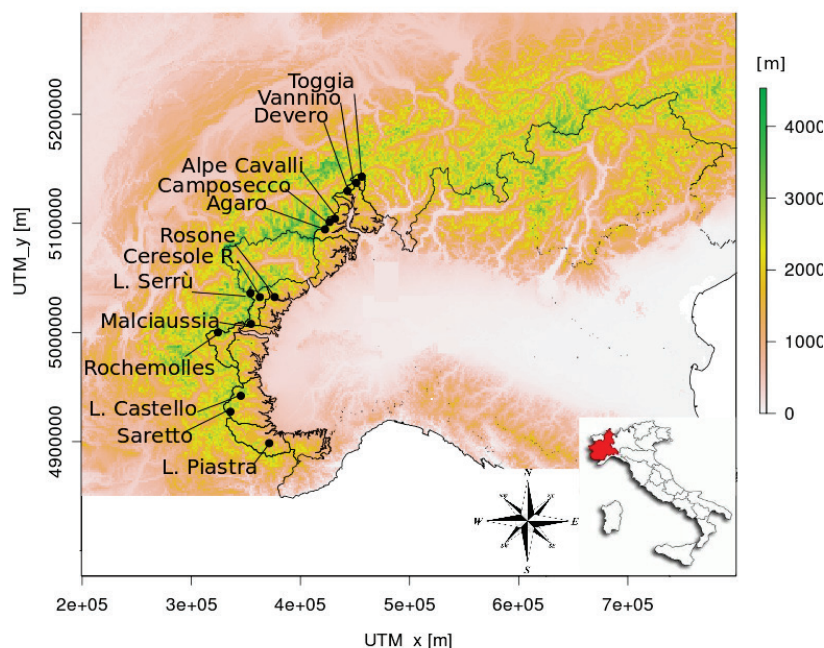 [m]
Toggia
Vannino
Devero
Alpe Cavalli
Camposecco
Agaro
Rosone
Ceresole R.
L. Serrù
Malciaussia
Rochemolles
L. Castello
Saretto
L. Piastra
UTM_y [m]
5200000
5100000
5000000
4900000
4000
3000
2000
1000
0
N
W
E
S
2e+05
3e+05
4e+05
5e+05
6e+05
7e+05
UTM_x [m]